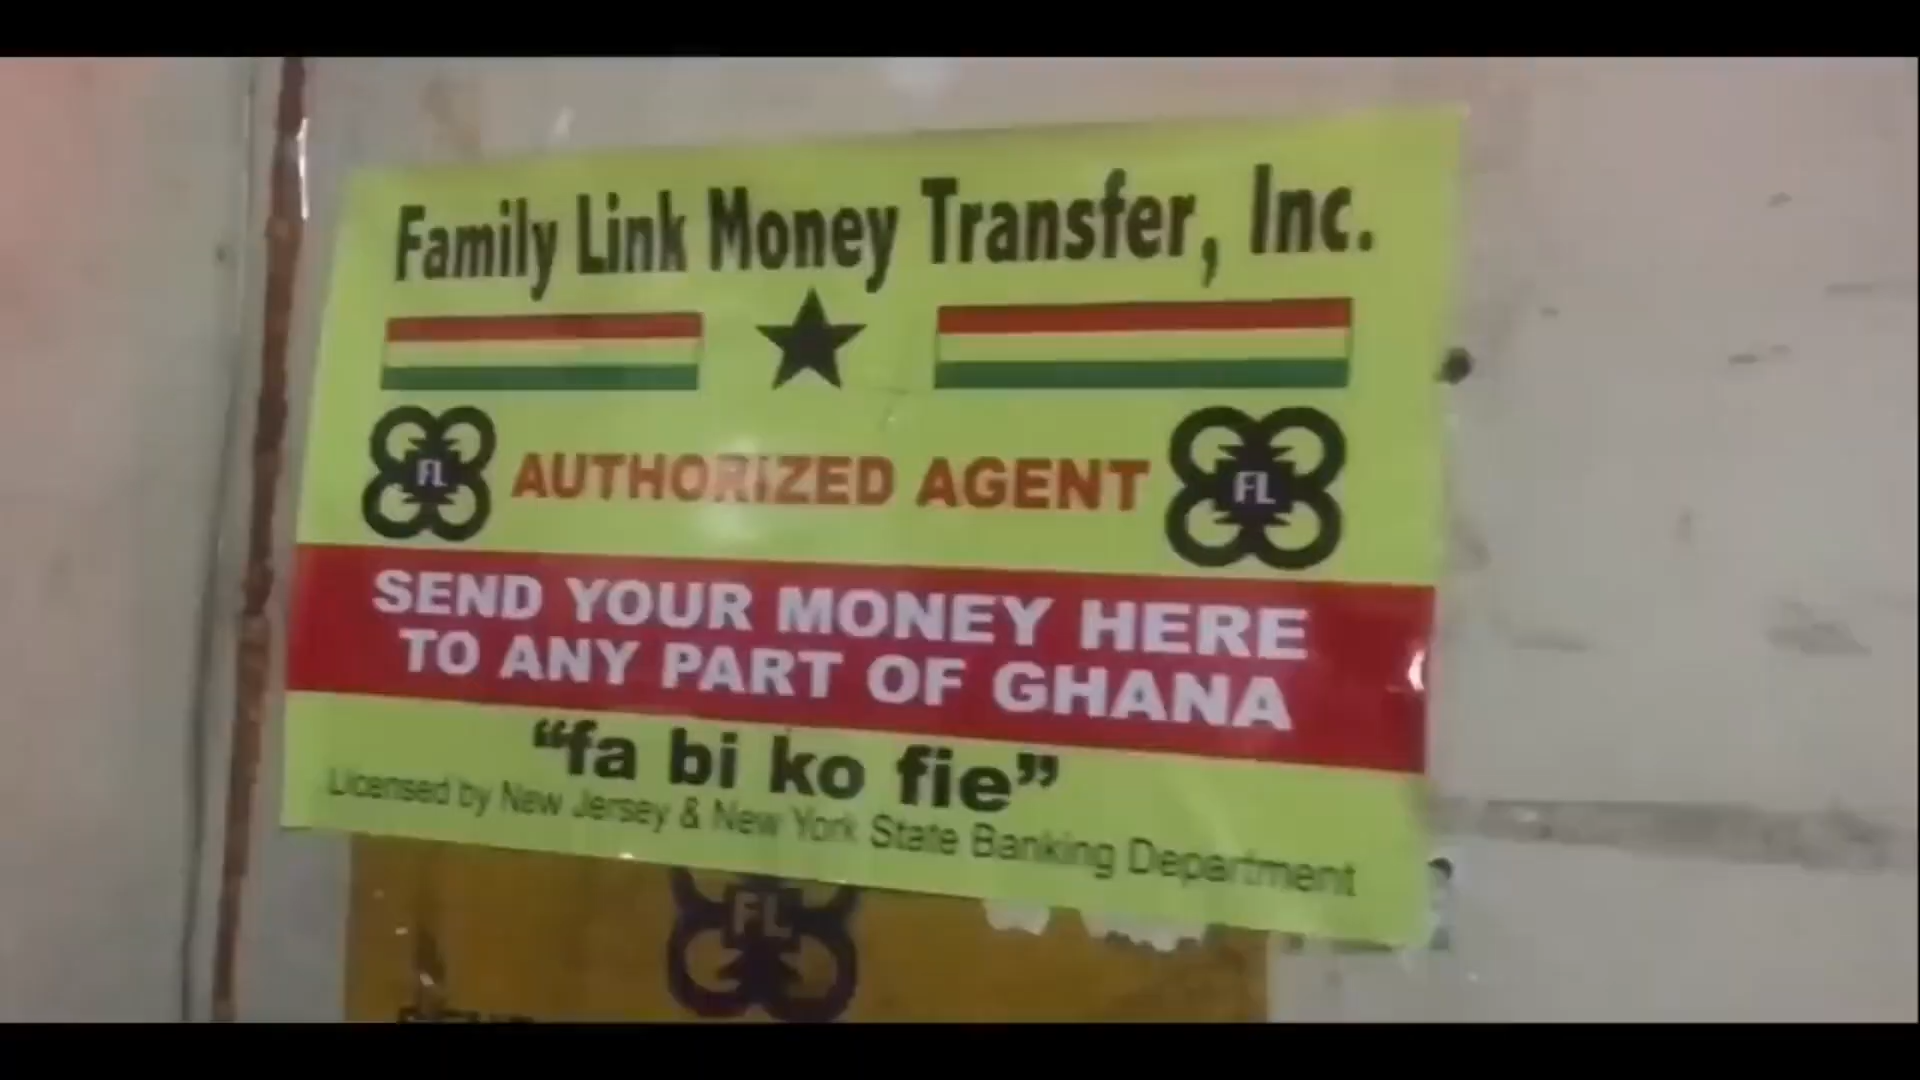 Family Link Money Transfer, Inc.
FL AUTHORIZED AGENT FL
SEND YOUR MONEY HERE
TO ANY PART OF GHANA
“fa bi ko fie”
Licensed by New Jersey & New York State Banking Department
FL